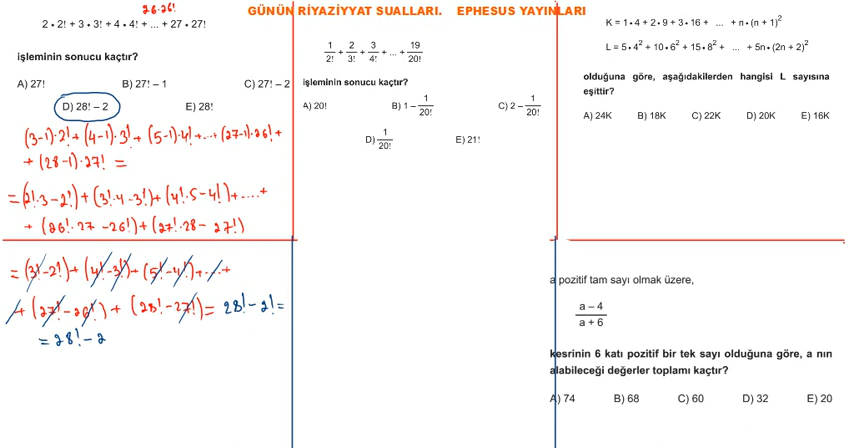 GÜNÜN RİYAZİYYAT SUALLARI. EPHESUS YAYINLARI
26·26!
2 • 2! + 3 • 3! + 4 • 4! + ... + 27 • 27!
işleminin sonucu kaçtır?
A) 27! B) 27! – 1 C) 27! – 2
D) 28! – 2 E) 28!
(3-1)·2! + (4-1)·3! + (5-1)·4! + ... + (27-1)·26! +
+ (28-1)·27! =
= (2!·3 - 2!) + (3!·4 - 3!) + (4!·5 - 4!) + .... +
+ (26!·27 - 26!) + (27!·28 - 27!)
= (3! - 2!) + (4! - 3!) + (5! - 4!) + ... +
+ (27! - 26!) + (28! - 27!) = 28! - 2! =
= 28! - 2
1/2! + 2/3! + 3/4! + ... + 19/20!
işleminin sonucu kaçtır?
A) 20! B) 1 – 1/20! C) 2 – 1/20!
D) 1/20! E) 21!
K = 1 • 4 + 2 • 9 + 3 • 16 + ... + n • (n + 1)²
L = 5 • 4² + 10 • 6² + 15 • 8² + ... + 5n • (2n + 2)²
olduğuna göre, aşağıdakilerden hangisi L sayısına
eşittir?
A) 24K B) 18K C) 22K D) 20K E) 16K
a pozitif tam sayı olmak üzere,
a – 4
a + 6
kesrinin 6 katı pozitif bir tek sayı olduğuna göre, a nın
alabileceği değerler toplamı kaçtır?
A) 74 B) 68 C) 60 D) 32 E) 20